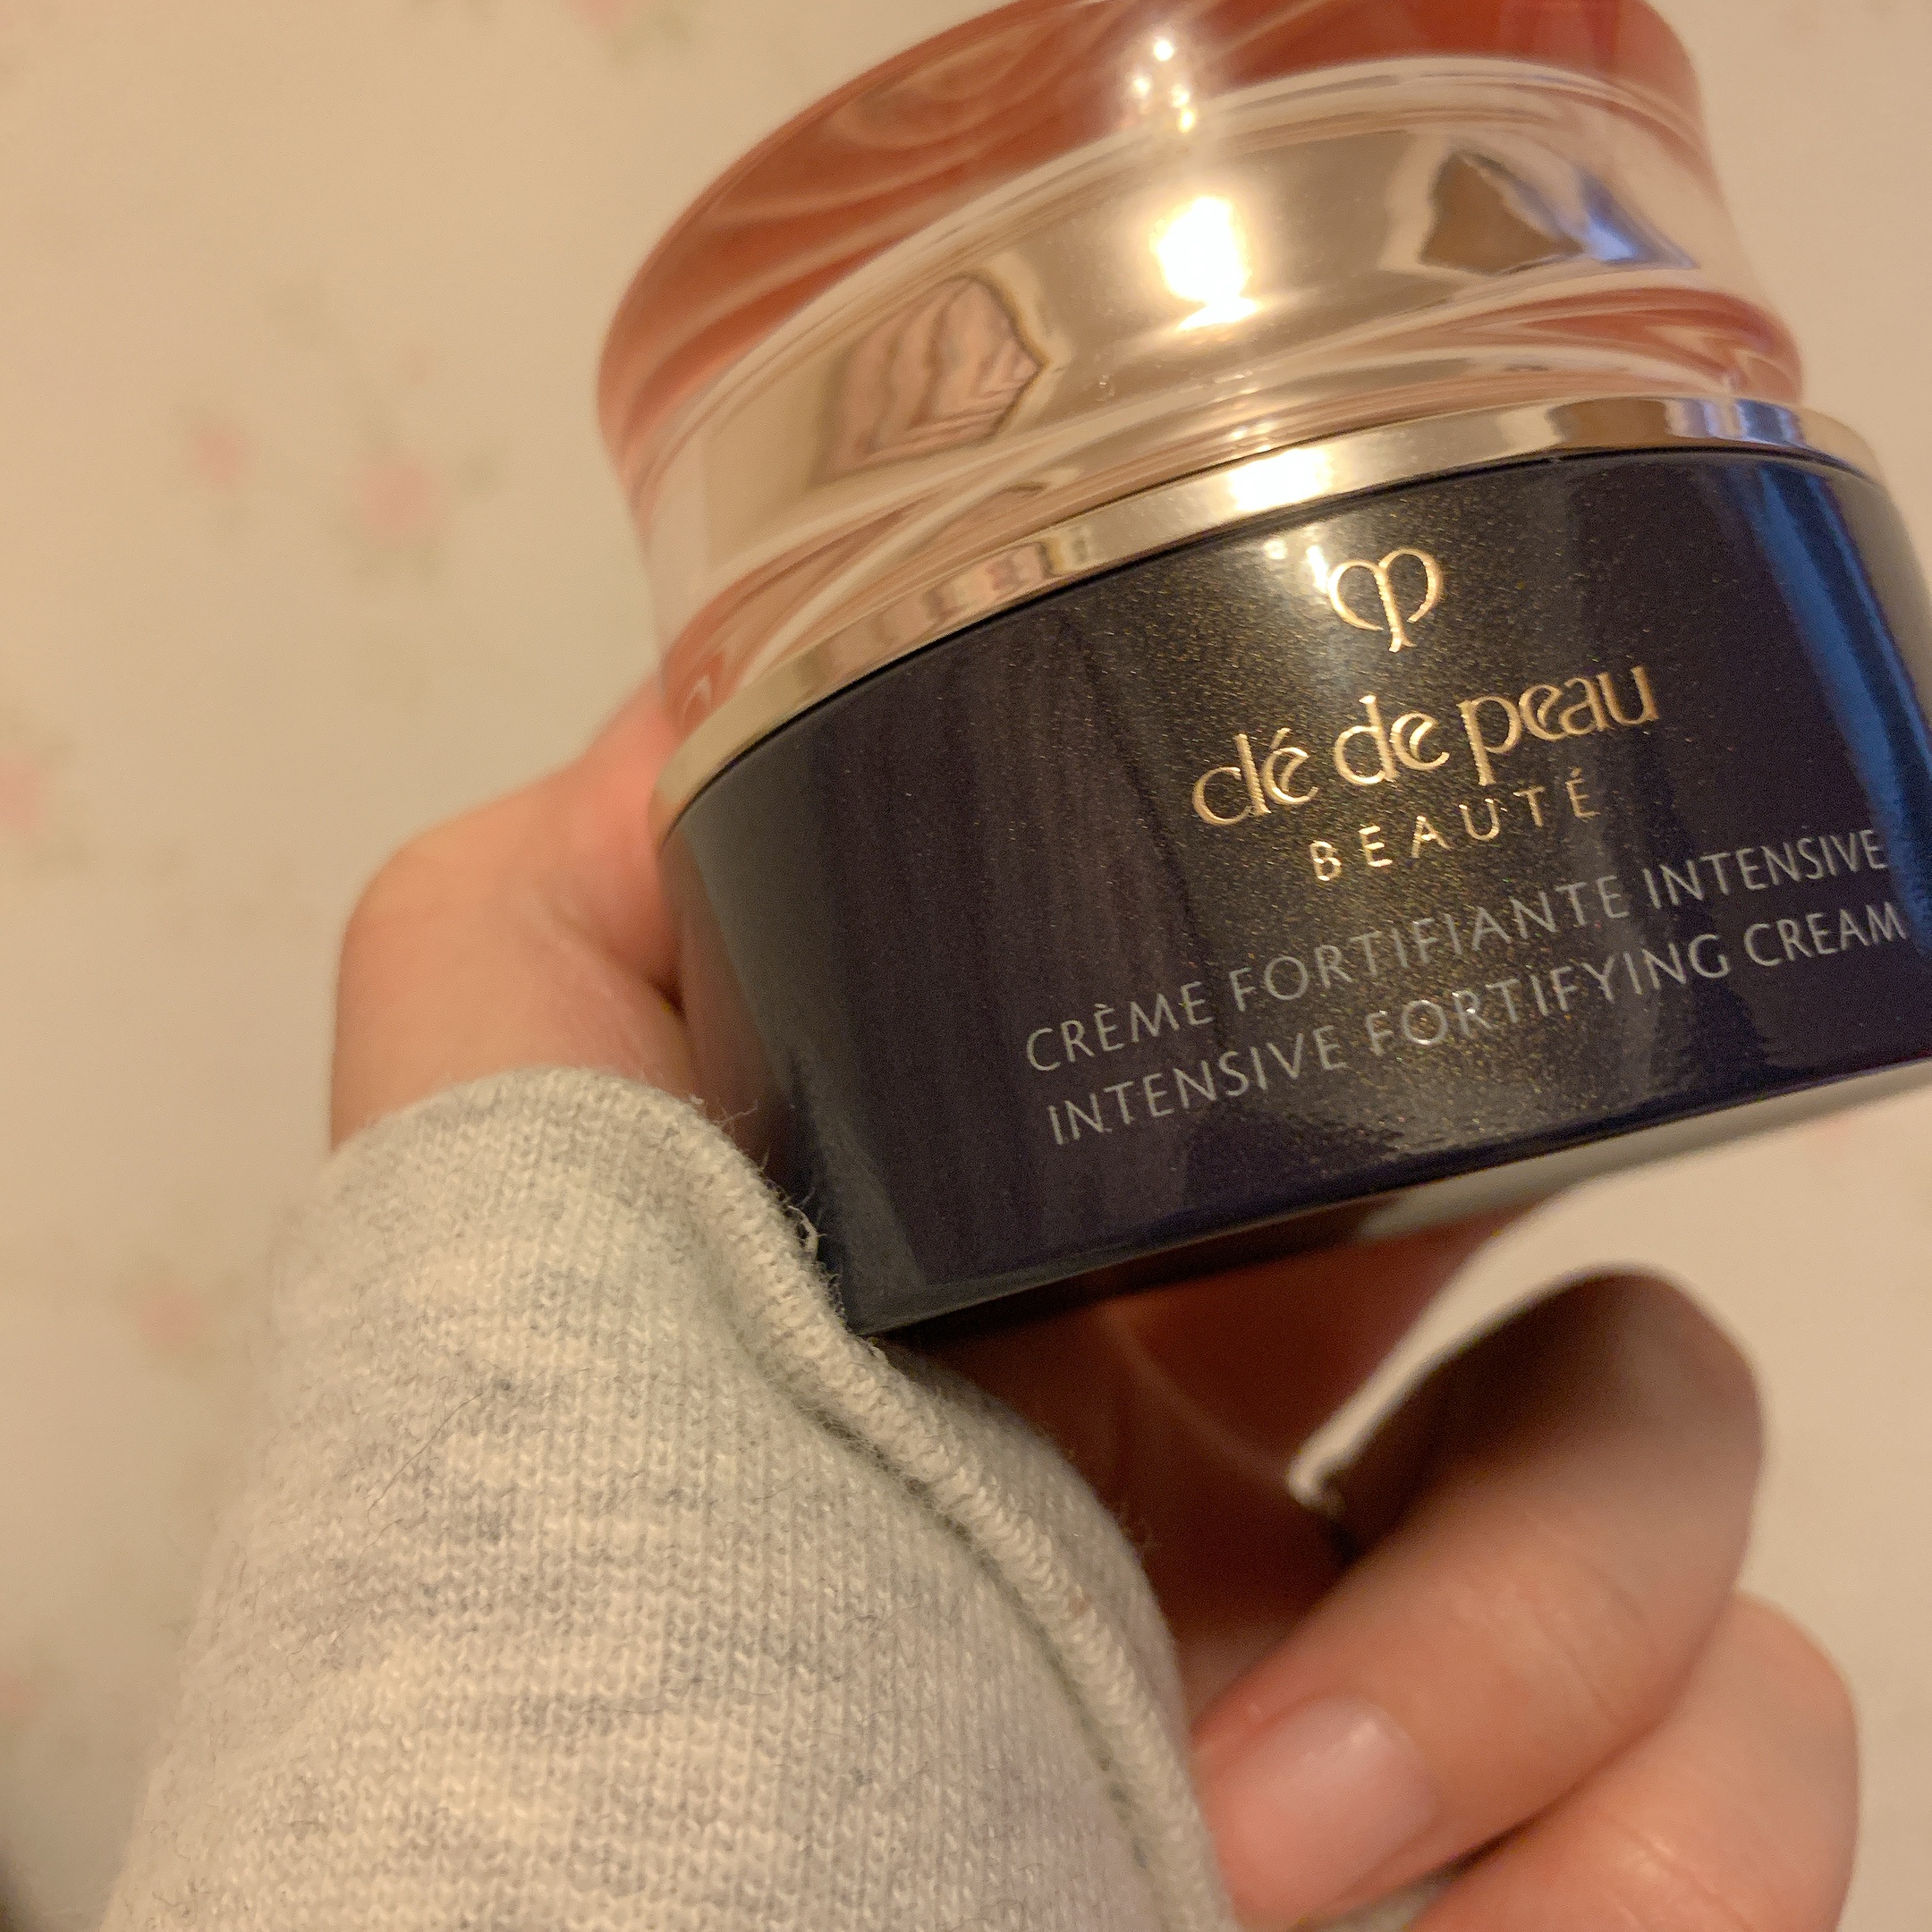 clé de peau
BEAUTÉ
CRÈME FORTIFIANTE INTENSIVE
INTENSIVE FORTIFYING CREAM